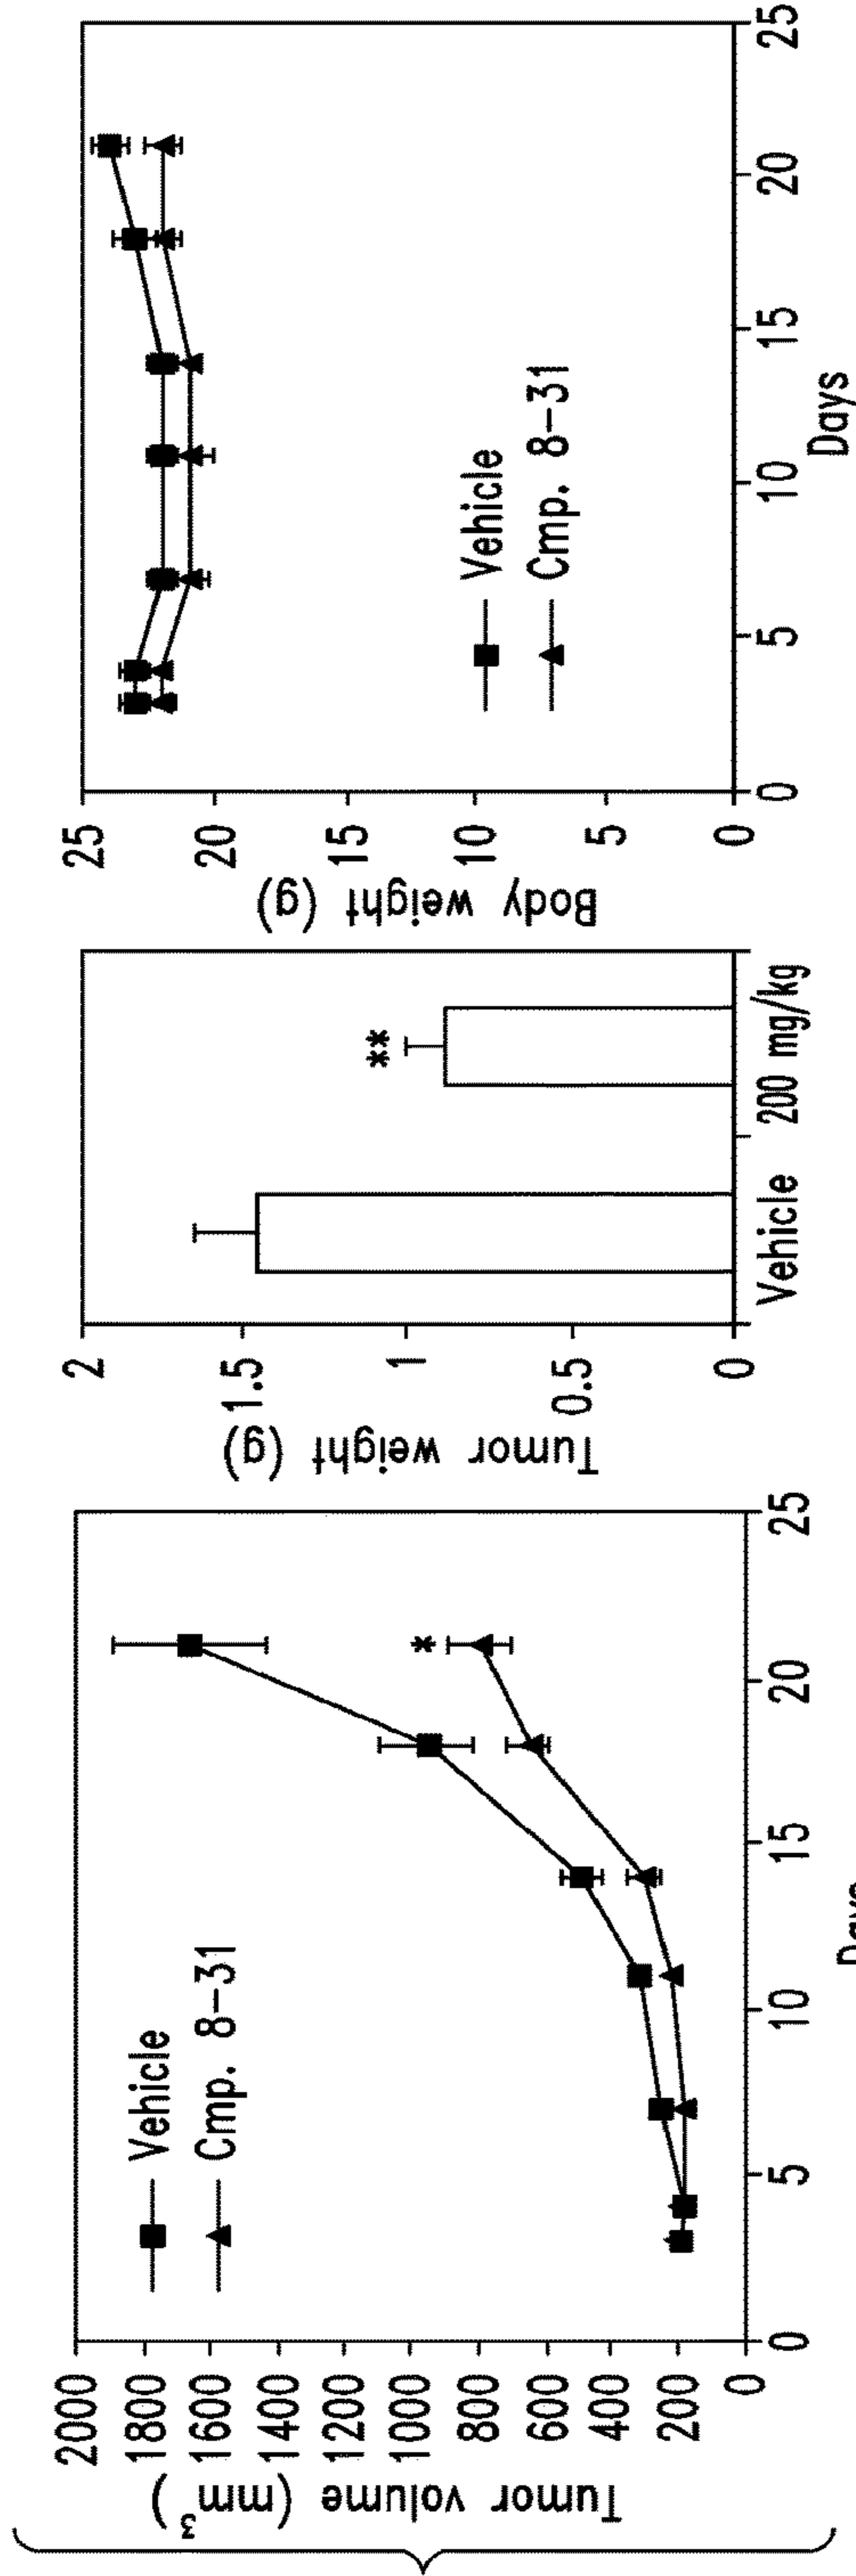 Tumor volume (mm³)
2000
1800
1600
1400
1200
1000
800
600
400
200
0
Vehicle
Cmp. 8-31
*
0 5 10 15 20 25
Days
Tumor weight (g)
2
1.5
1
0.5
0
**
Vehicle 200 mg/kg
Body weight (g)
25
20
15
10
5
0
Vehicle
Cmp. 8-31
0 5 10 15 20 25
Days